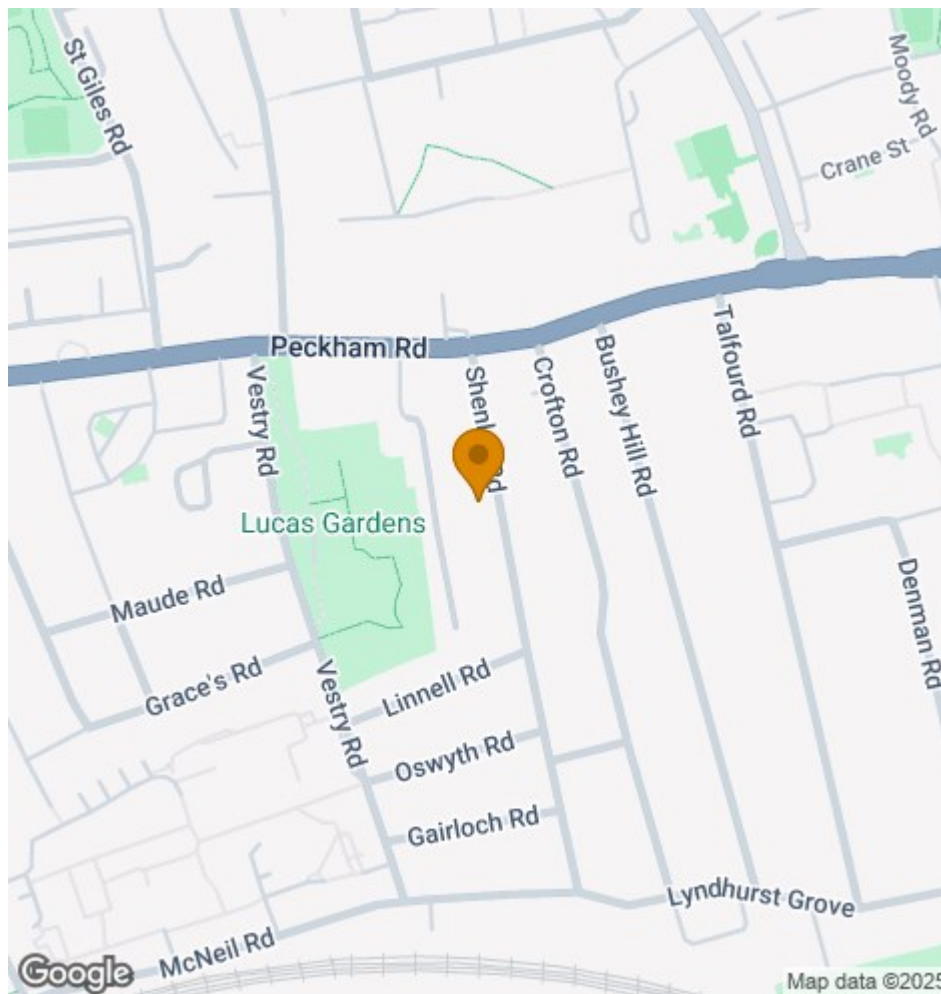 St Giles Rd
Moody Rd
Crane St
Peckham Rd
Talfourd Rd
Bushey Hill Rd
Crofton Rd
Vestry Rd
Rd
Lucas Gardens
Denman Rd
Maude Rd
Grace's Rd
Linnell Rd
Vestry Rd
Oswyth Rd
Gairloch Rd
Lyndhurst Grove
McNeil Rd
Google
Map data ©2025